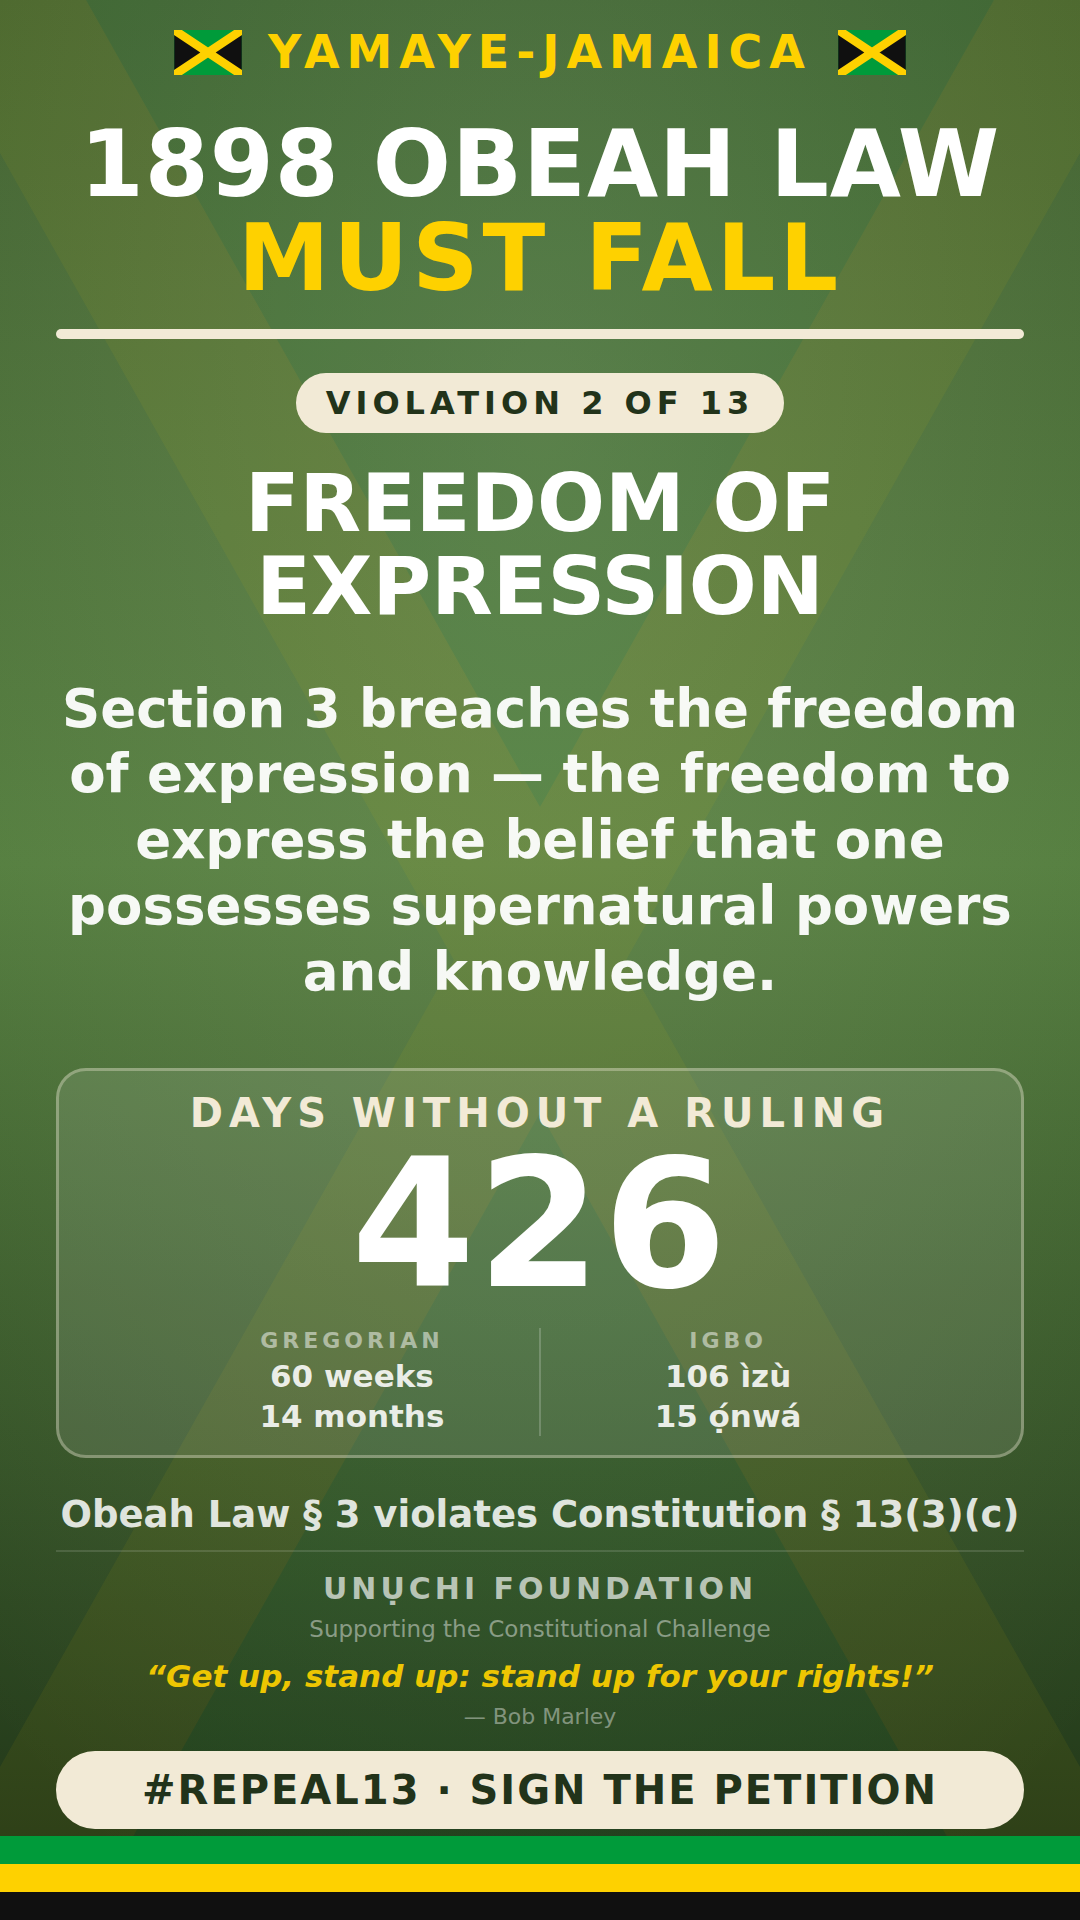 YAMAYE-JAMAICA
1898 OBEAH LAW
MUST FALL
VIOLATION 2 OF 13
FREEDOM OF
EXPRESSION
Section 3 breaches the freedom
of expression — the freedom to
express the belief that one
possesses supernatural powers
and knowledge.
DAYS WITHOUT A RULING
426
GREGORIAN
60 weeks
14 months
IGBO
106 ìzù
15 ọ́nwá
Obeah Law § 3 violates Constitution § 13(3)(c)
UNỤCHI FOUNDATION
Supporting the Constitutional Challenge
“Get up, stand up: stand up for your rights!”
— Bob Marley
#REPEAL13 · SIGN THE PETITION